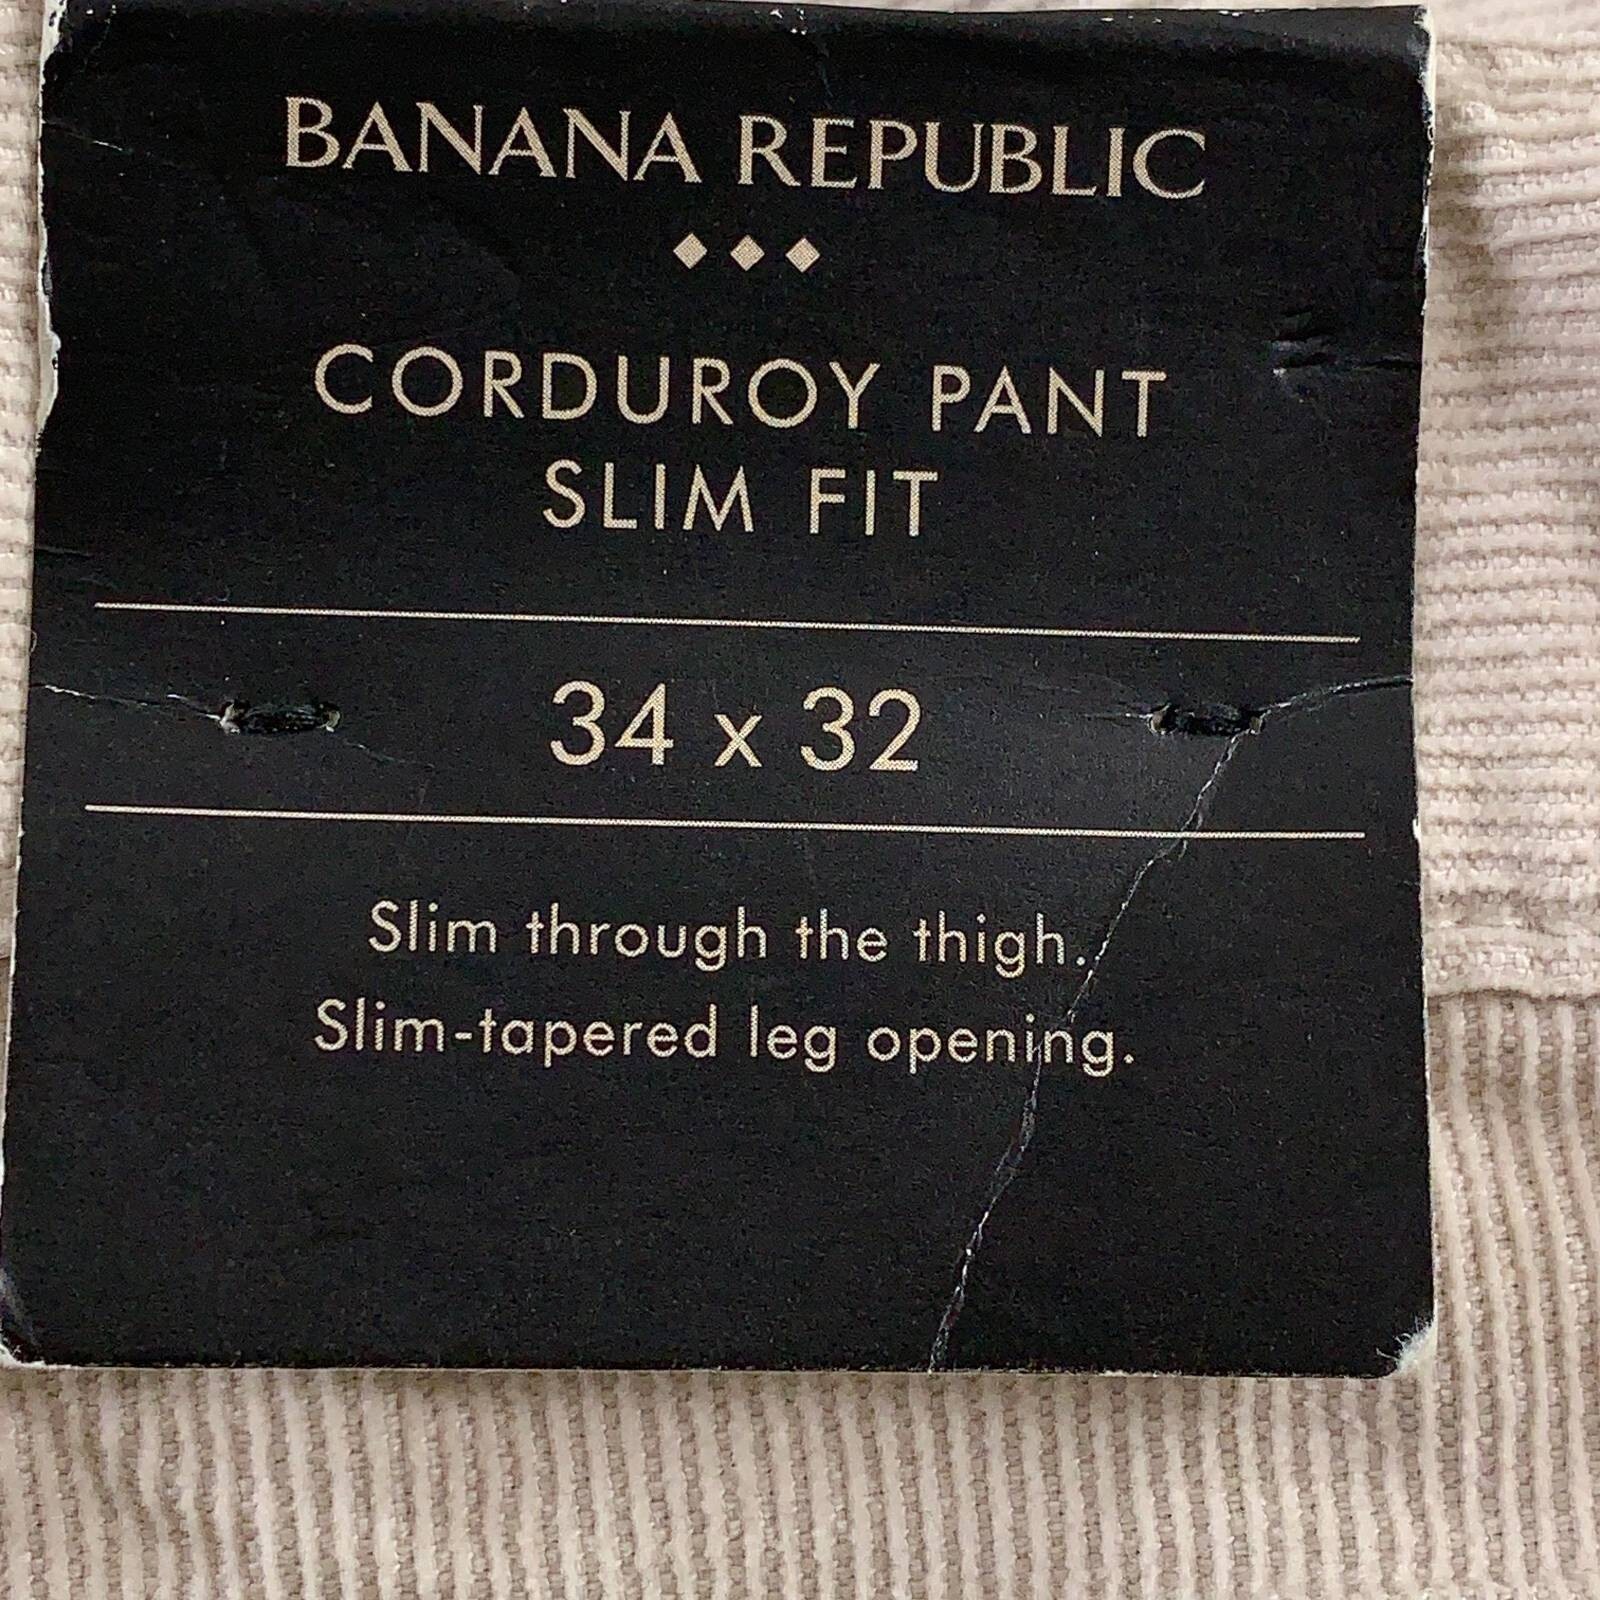 BANANA REPUBLIC
CORDUROY PANT
SLIM FIT
34 x 32
Slim through the thigh.
Slim-tapered leg opening.